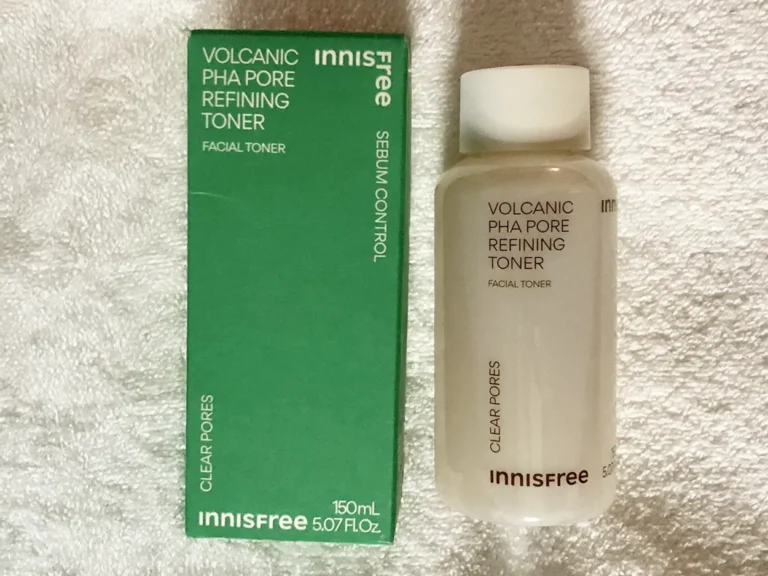 VOLCANIC
PHA PORE
REFINING
TONER
FACIAL TONER
innisFree
SEBUM CONTROL
CLEAR PORES
150mL
innisFree 5.07 Fl.Oz.
VOLCANIC
PHA PORE
REFINING
TONER
FACIAL TONER
CLEAR PORES
innisFree